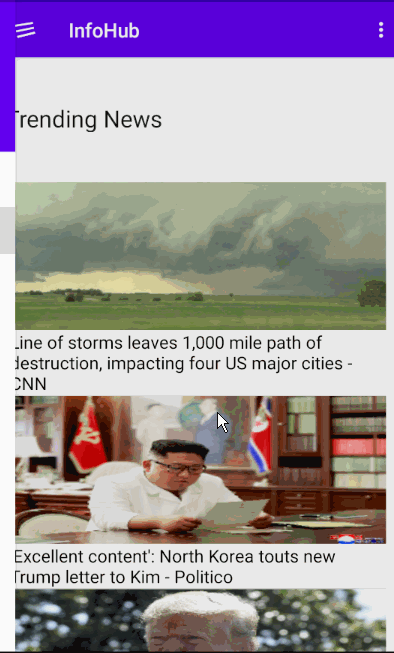 InfoHub
Trending News
Line of storms leaves 1,000 mile path of
destruction, impacting four US major cities -
CNN
'Excellent content': North Korea touts new
Trump letter to Kim - Politico